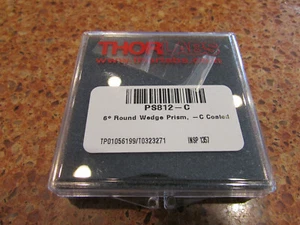 THORLABS
PS812-C
6° Round Wedge Prism, -C Coated
TP01056199/T0323271
INSP 1357